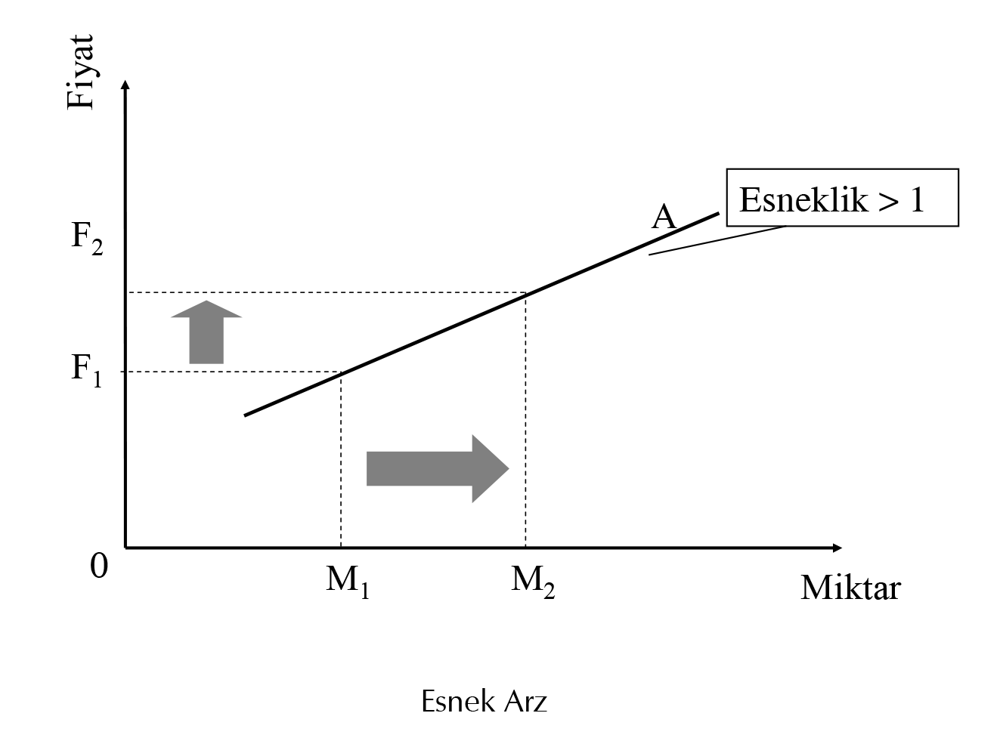 Fiyat
Esneklik > 1
A
F₂
F₁
0
M₁
M₂
Miktar
Esnek Arz